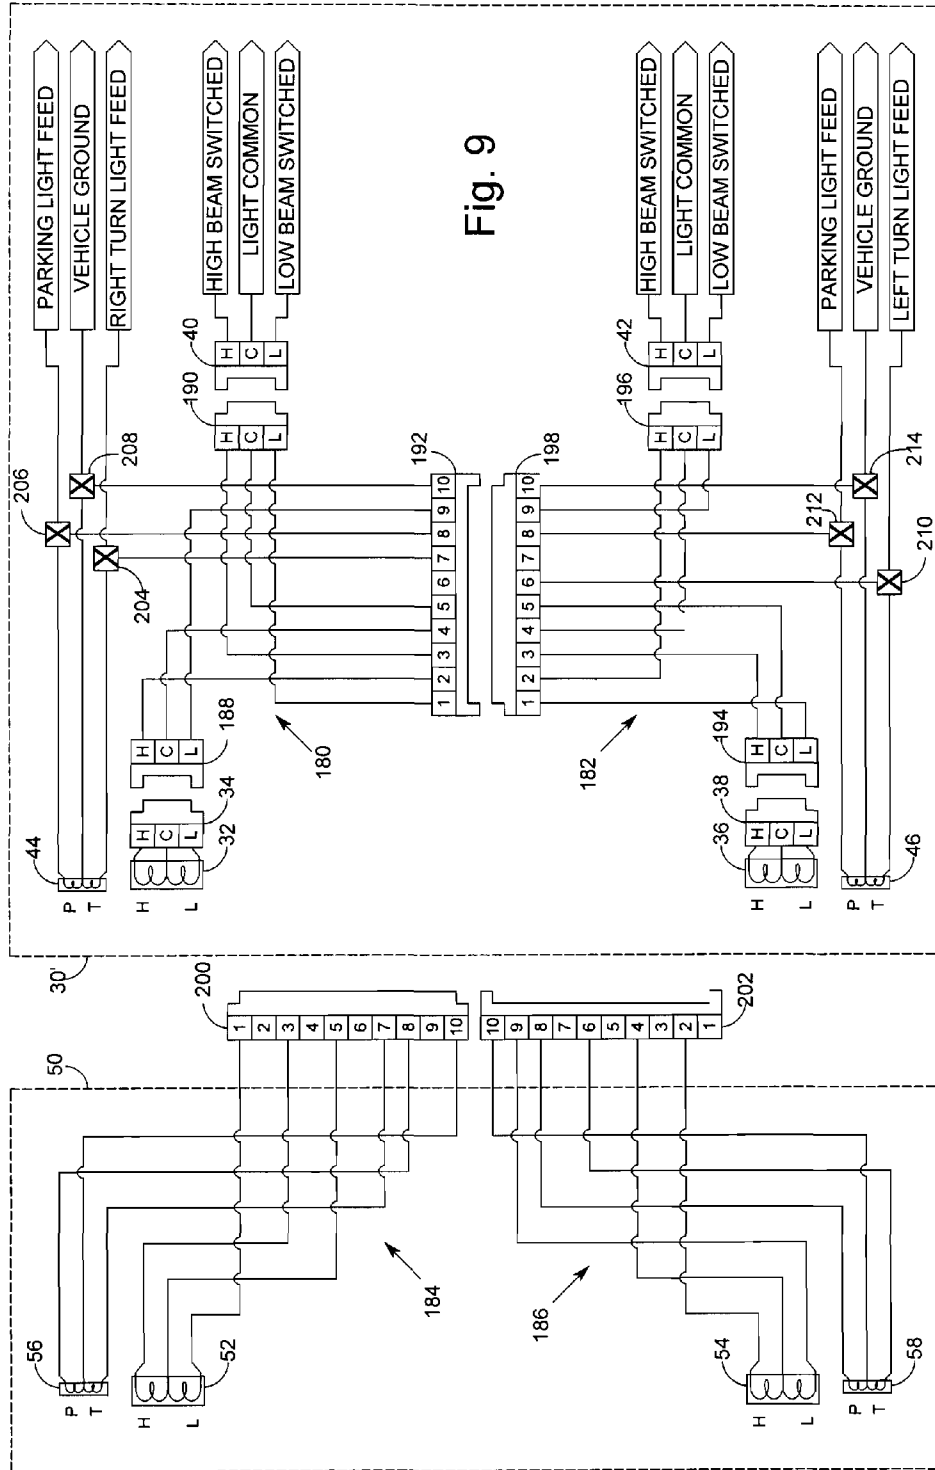 Fig. 9
PARKING LIGHT FEED
VEHICLE GROUND
RIGHT TURN LIGHT FEED
HIGH BEAM SWITCHED
LIGHT COMMON
LOW BEAM SWITCHED
HIGH BEAM SWITCHED
LIGHT COMMON
LOW BEAM SWITCHED
PARKING LIGHT FEED
VEHICLE GROUND
LEFT TURN LIGHT FEED
40
H
C
L
190
H
C
L
42
H
C
L
196
H
C
L
206
208
204
192
10
9
8
7
6
5
4
3
2
1
198
10
9
8
7
6
5
4
3
2
1
214
212
210
180
182
188
H
C
L
34
H
C
L
32
H
L
44
P
T
194
H
C
L
38
H
C
L
36
H
L
46
P
T
30'
200
1
2
3
4
5
6
7
8
9
10
202
10
9
8
7
6
5
4
3
2
1
50
184
186
56
P
T
52
H
L
54
H
L
58
P
T